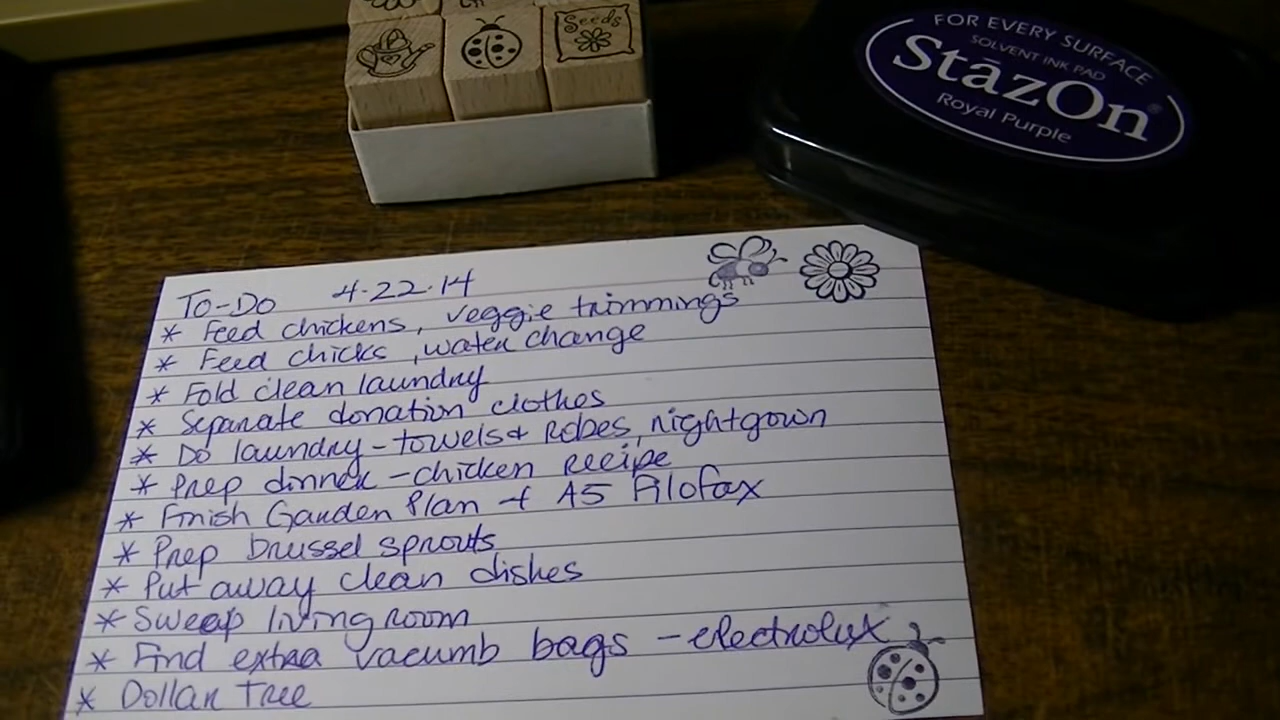 Seeds
FOR EVERY SURFACE
SOLVENT INK PAD
StāzOn®
Royal Purple
TO-DO 4.22.14
* Feed chickens, veggie trimmings
* Feed chicks, water change
* Fold clean laundry
* Separate donation clothes
* Do laundry - towels + Robes, nightgown
* Prep dinner - chicken recipe
* Finish Garden Plan + A5 Filofax
* Prep brussel sprouts
* Put away clean dishes
* Sweep living room
* Find extra vacumb bags - electrolux
* Dollar Tree